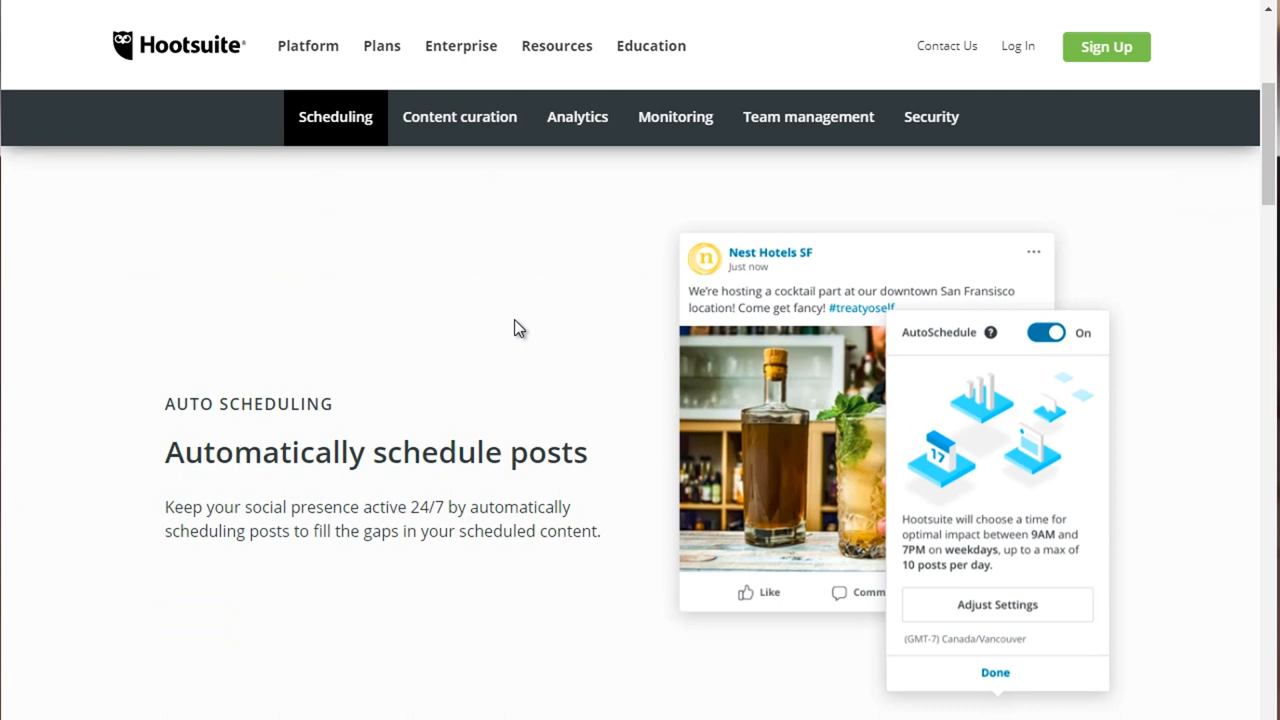 Hootsuite®
Platform
Plans
Enterprise
Resources
Education
Contact Us
Log In
Sign Up
Scheduling
Content curation
Analytics
Monitoring
Team management
Security
AUTO SCHEDULING
Automatically schedule posts
Keep your social presence active 24/7 by automatically
scheduling posts to fill the gaps in your scheduled content.
n
Nest Hotels SF
Just now
We're hosting a cocktail part at our downtown San Fransisco
location! Come get fancy! #treatyoself
Like
Comm
AutoSchedule ?
On
17
Hootsuite will choose a time for
optimal impact between 9AM and
7PM on weekdays, up to a max of
10 posts per day.
Adjust Settings
(GMT-7) Canada/Vancouver
Done